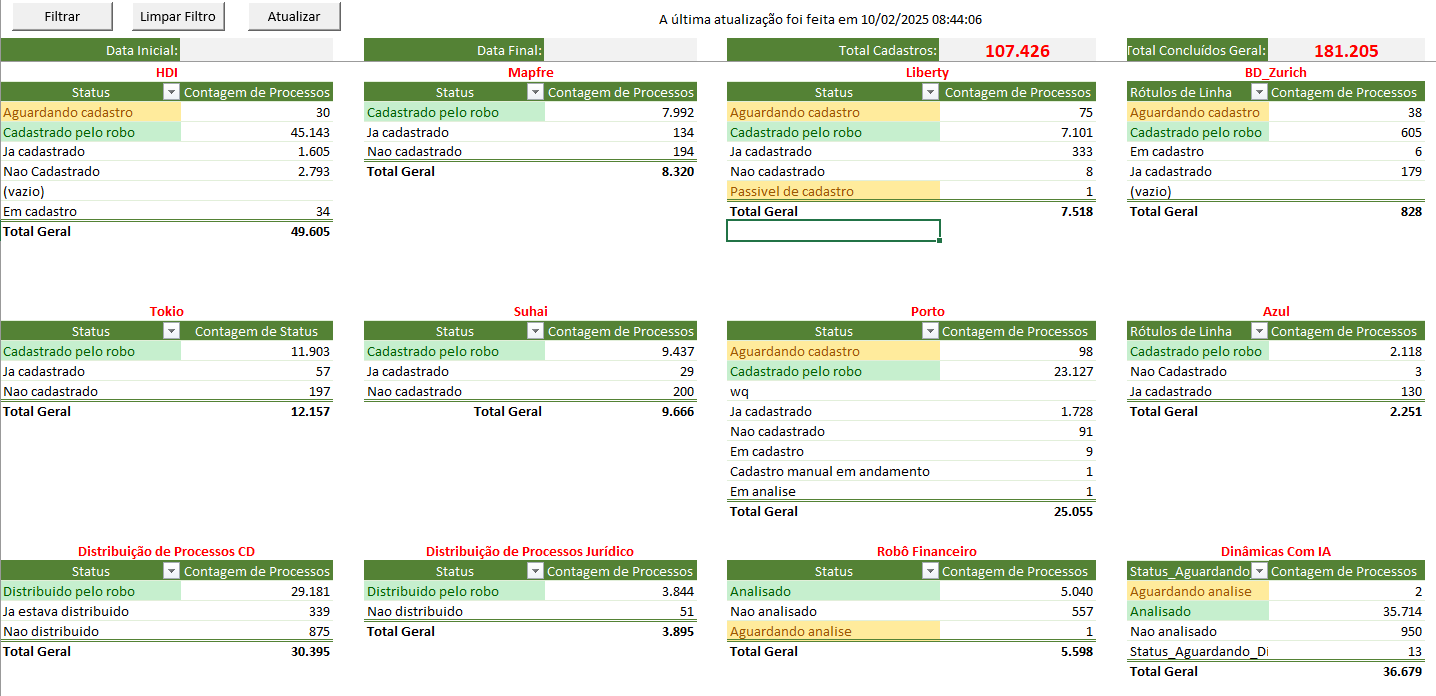 Filtrar Limpar Filtro Atualizar A última atualização foi feita em 10/02/2025 08:44:06
Data Inicial: Data Final: Total Cadastros: 107.426 Total Concluídos Geral: 181.205
HDI
Status Contagem de Processos
Aguardando cadastro 30
Cadastrado pelo robo 45.143
Ja cadastrado 1.605
Nao Cadastrado 2.793
(vazio)
Em cadastro 34
Total Geral 49.605
Mapfre
Status Contagem de Processos
Cadastrado pelo robo 7.992
Ja cadastrado 134
Nao cadastrado 194
Total Geral 8.320
Liberty
Status Contagem de Processos
Aguardando cadastro 75
Cadastrado pelo robo 7.101
Ja cadastrado 333
Nao cadastrado 8
Passivel de cadastro 1
Total Geral 7.518
BD_Zurich
Rótulos de Linha Contagem de Processos
Aguardando cadastro 38
Cadastrado pelo robo 605
Em cadastro 6
Ja cadastrado 179
(vazio)
Total Geral 828
Tokio
Status Contagem de Status
Cadastrado pelo robo 11.903
Ja cadastrado 57
Nao cadastrado 197
Total Geral 12.157
Suhai
Status Contagem de Processos
Cadastrado pelo robo 9.437
Ja cadastrado 29
Nao cadastrado 200
Total Geral 9.666
Porto
Status Contagem de Processos
Aguardando cadastro 98
Cadastrado pelo robo 23.127
wq
Ja cadastrado 1.728
Nao cadastrado 91
Em cadastro 9
Cadastro manual em andamento 1
Em analise 1
Total Geral 25.055
Azul
Rótulos de Linha Contagem de Processos
Cadastrado pelo robo 2.118
Nao Cadastrado 3
Ja cadastrado 130
Total Geral 2.251
Distribuição de Processos CD
Status Contagem de Processos
Distribuido pelo robo 29.181
Ja estava distribuido 339
Nao distribuido 875
Total Geral 30.395
Distribuição de Processos Jurídico
Status Contagem de Processos
Distribuido pelo robo 3.844
Nao distribuido 51
Total Geral 3.895
Robô Financeiro
Status Contagem de Processos
Analisado 5.040
Nao analisado 557
Aguardando analise 1
Total Geral 5.598
Dinâmicas Com IA
Status_Aguardando Contagem de Processos
Aguardando analise 2
Analisado 35.714
Nao analisado 950
Status_Aguardando_Di 13
Total Geral 36.679